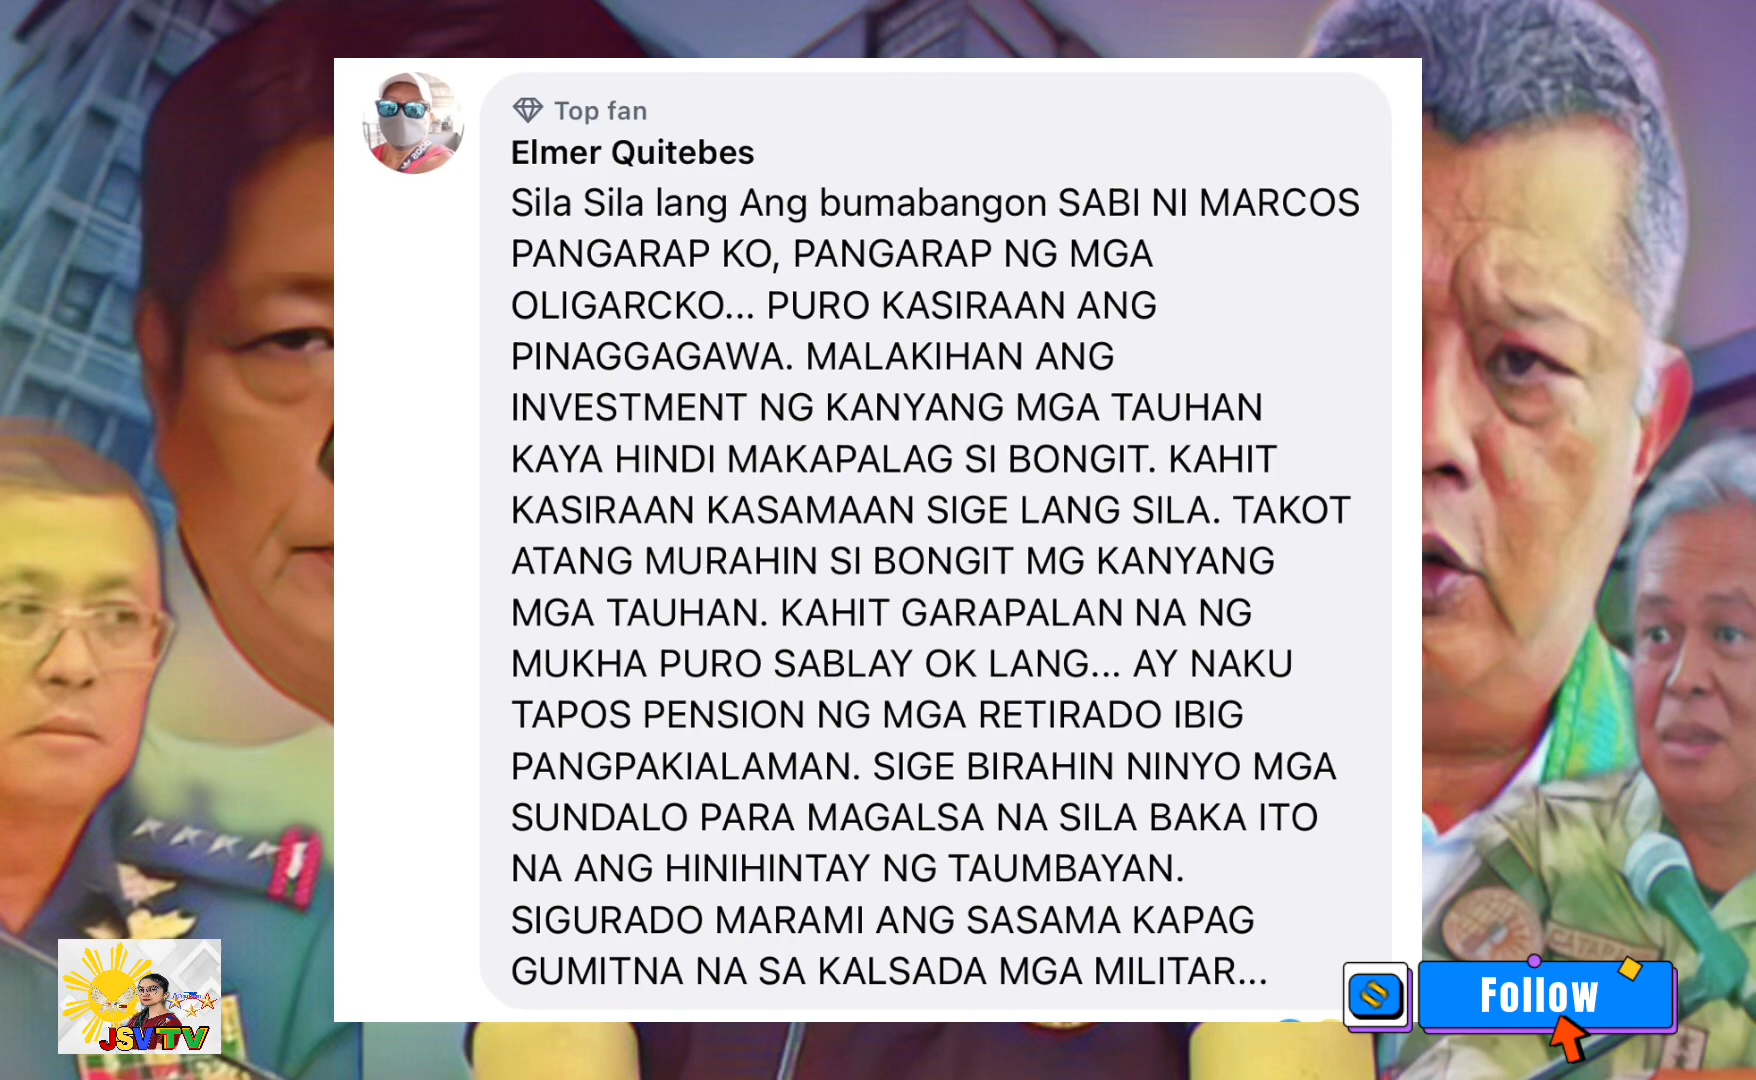 Top fan
Elmer Quitebes
Sila Sila lang Ang bumabangon SABI NI MARCOS
PANGARAP KO, PANGARAP NG MGA
OLIGARCKO... PURO KASIRAAN ANG
PINAGGAGAWA. MALAKIHAN ANG
INVESTMENT NG KANYANG MGA TAUHAN
KAYA HINDI MAKAPALAG SI BONGIT. KAHIT
KASIRAAN KASAMAAN SIGE LANG SILA. TAKOT
ATANG MURAHIN SI BONGIT MG KANYANG
MGA TAUHAN. KAHIT GARAPALAN NA NG
MUKHA PURO SABLAY OK LANG... AY NAKU
TAPOS PENSION NG MGA RETIRADO IBIG
PANGPAKIALAMAN. SIGE BIRAHIN NINYO MGA
SUNDALO PARA MAGALSA NA SILA BAKA ITO
NA ANG HINIHINTAY NG TAUMBAYAN.
SIGURADO MARAMI ANG SASAMA KAPAG
GUMITNA NA SA KALSADA MGA MILITAR...
JSV TV
Follow